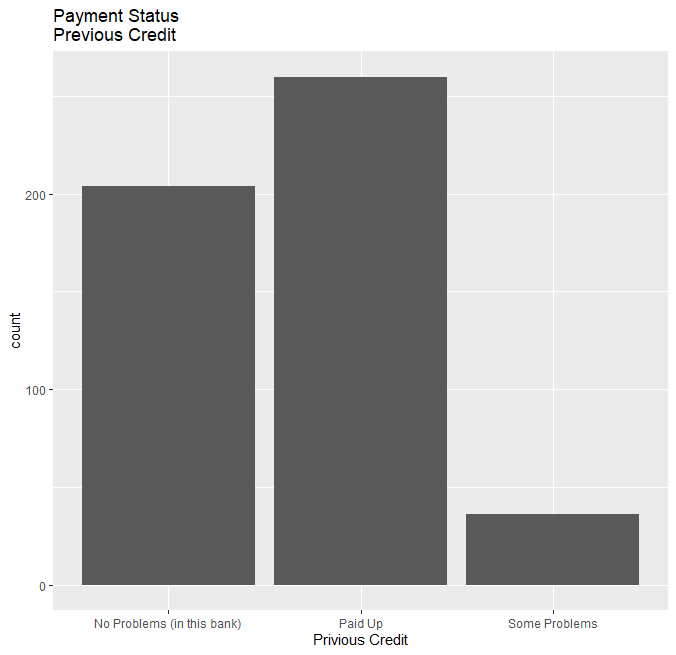 Payment Status
Previous Credit
count
200
100
0
No Problems (in this bank)
Paid Up
Some Problems
Privious Credit